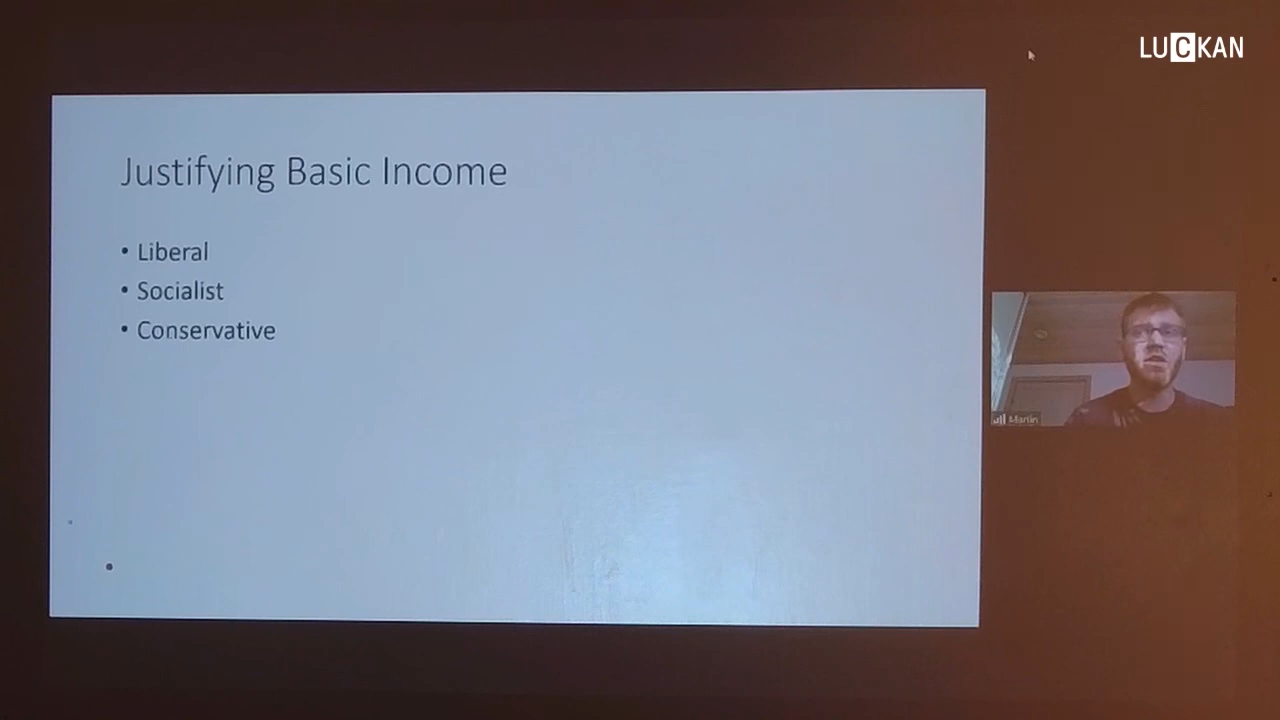 LUCKAN
Justifying Basic Income
• Liberal
• Socialist
• Conservative
Martin